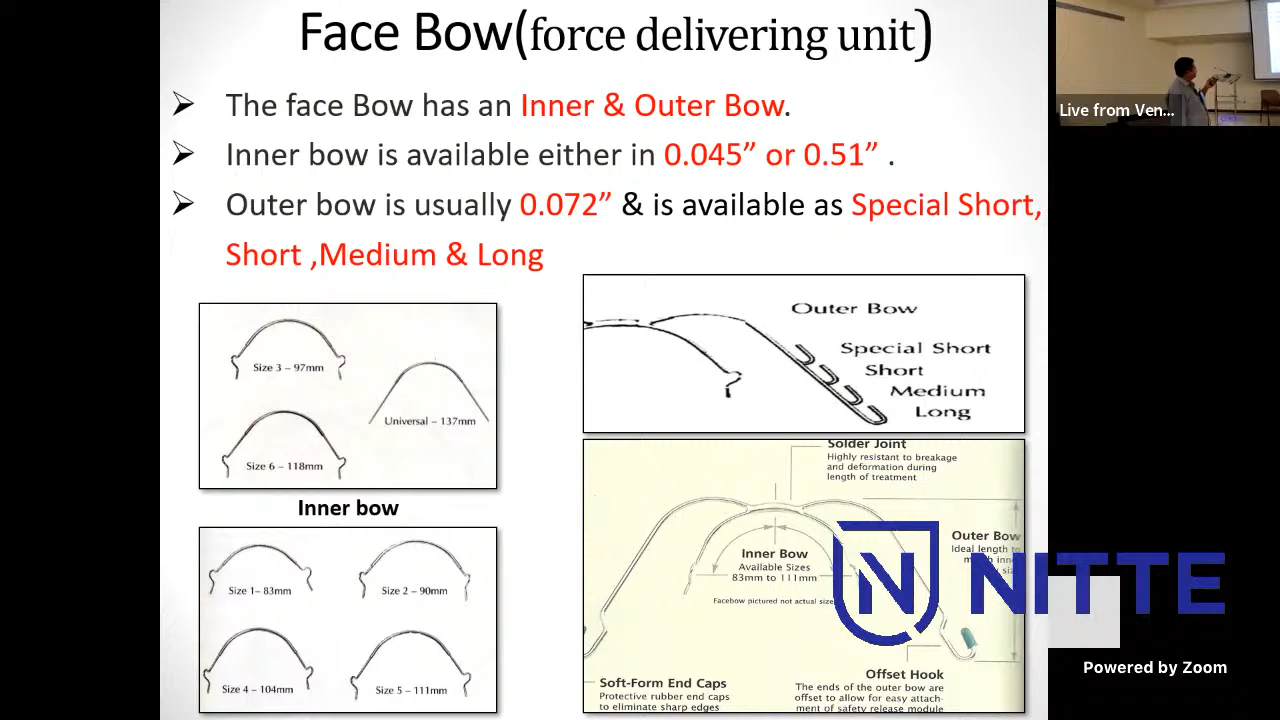 Face Bow(force delivering unit)
The face Bow has an Inner & Outer Bow.
Inner bow is available either in 0.045” or 0.51” .
Outer bow is usually 0.072” & is available as Special Short,
Short ,Medium & Long
Size 3 – 97mm
Universal – 137mm
Size 6 – 118mm
Inner bow
Size 1– 83mm
Size 2 – 90mm
Size 4 – 104mm
Size 5 – 111mm
Outer Bow
Special Short
Short
Medium
Long
Solder Joint
Highly resistant to breakage
and deformation during
length of treatment
Inner Bow
Available Sizes
83mm to 111mm
Facebow pictured not actual size
Outer Bow
Ideal length to
Offset Hook
The ends of the outer bow are
offset to allow for easy attach-
ment of safety release module
Soft-Form End Caps
Protective rubber end caps
to eliminate sharp edges
Live from Ven...
N NITTE
Powered by Zoom